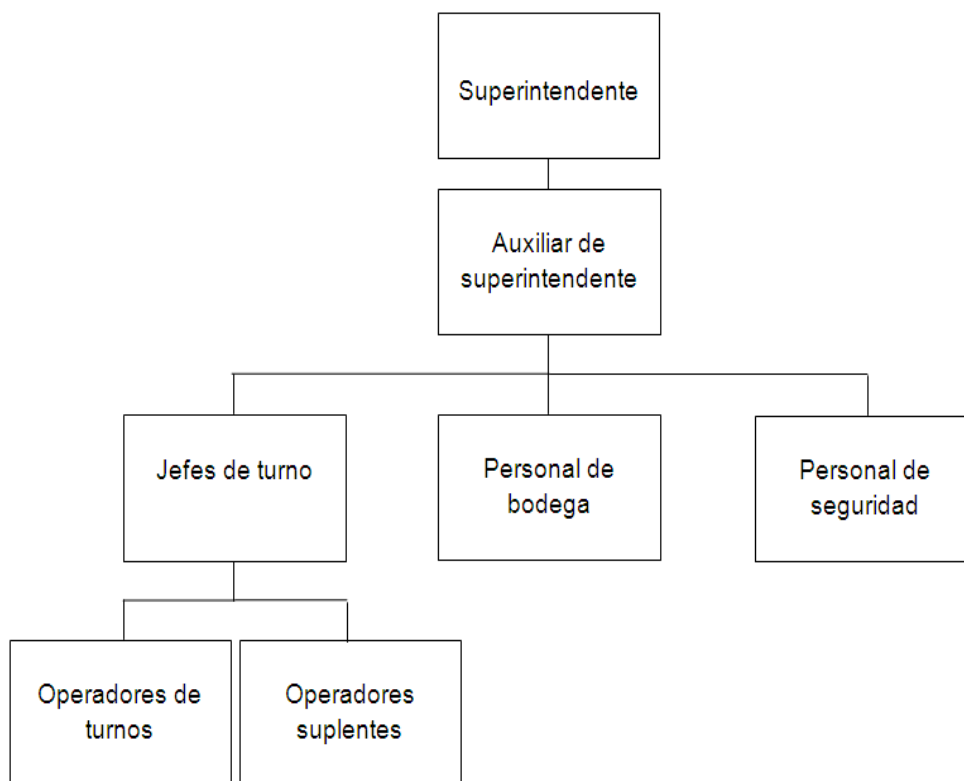 Superintendente
Auxiliar de
superintendente
Jefes de turno
Personal de
bodega
Personal de
seguridad
Operadores de
turnos
Operadores
suplentes